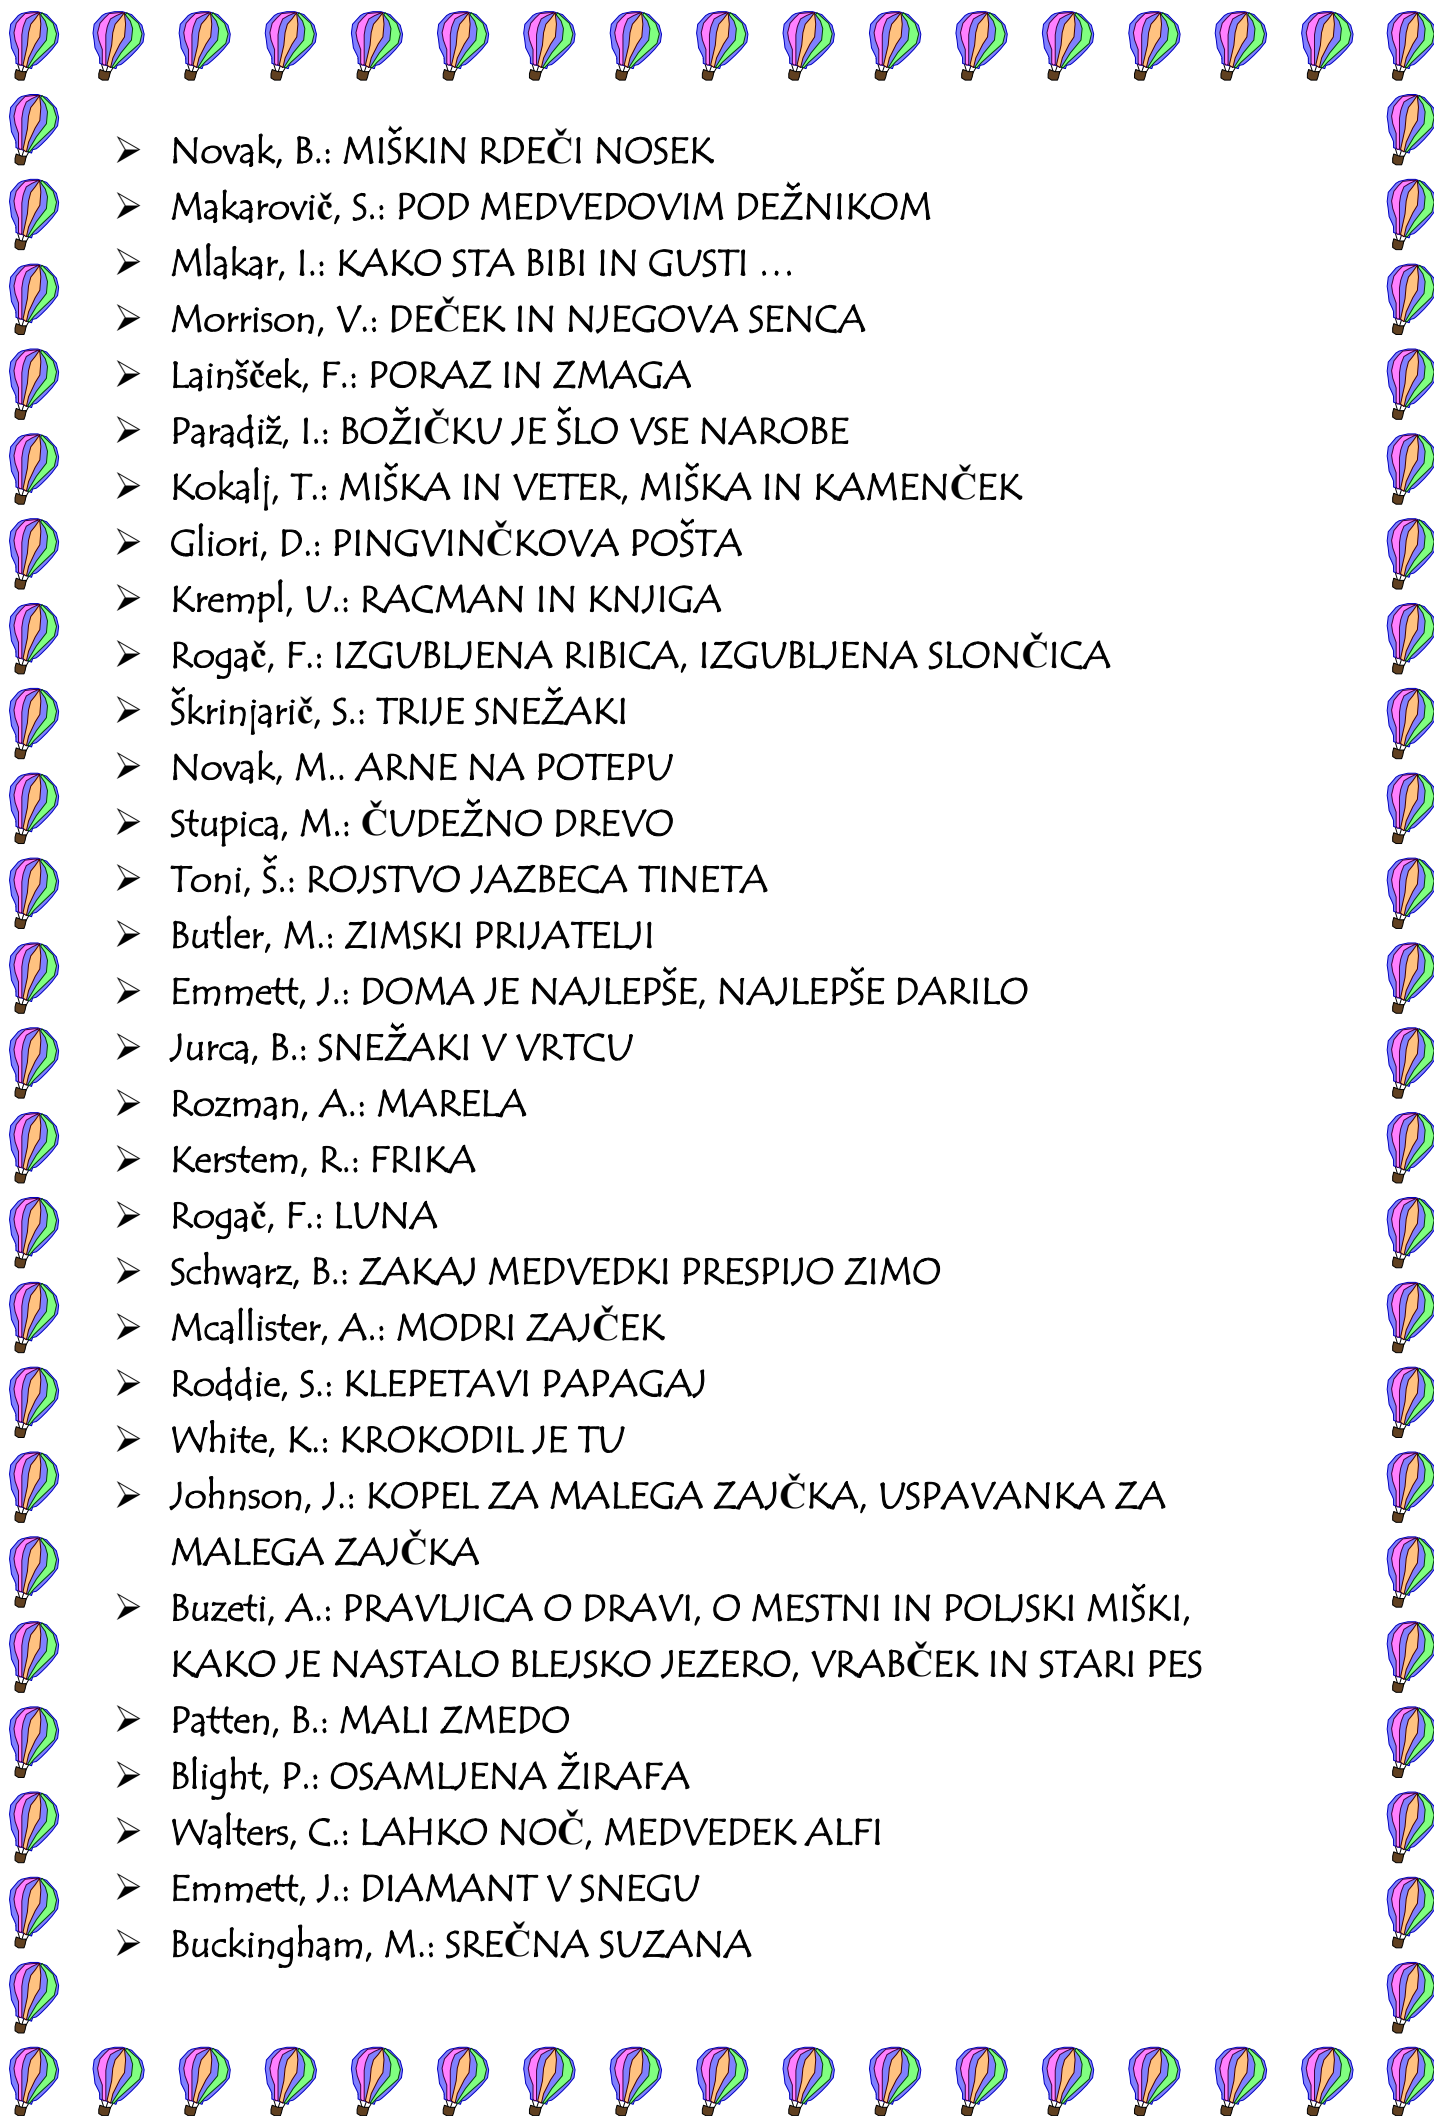 ➢ Novak, B.: MIŠKIN RDEČI NOSEK
➢ Makarovič, S.: POD MEDVEDOVIM DEŽNIKOM
➢ Mlakar, I.: KAKO STA BIBI IN GUSTI …
➢ Morrison, V.: DEČEK IN NJEGOVA SENCA
➢ Lainšček, F.: PORAZ IN ZMAGA
➢ Paradiž, I.: BOŽIČKU JE ŠLO VSE NAROBE
➢ Kokalj, T.: MIŠKA IN VETER, MIŠKA IN KAMENČEK
➢ Gliori, D.: PINGVINČKOVA POŠTA
➢ Krempl, U.: RACMAN IN KNJIGA
➢ Rogač, F.: IZGUBLJENA RIBICA, IZGUBLJENA SLONČICA
➢ Škrinjarič, S.: TRIJE SNEŽAKI
➢ Novak, M.. ARNE NA POTEPU
➢ Stupica, M.: ČUDEŽNO DREVO
➢ Toni, Š.: ROJSTVO JAZBECA TINETA
➢ Butler, M.: ZIMSKI PRIJATELJI
➢ Emmett, J.: DOMA JE NAJLEPŠE, NAJLEPŠE DARILO
➢ Jurca, B.: SNEŽAKI V VRTCU
➢ Rozman, A.: MARELA
➢ Kerstem, R.: FRIKA
➢ Rogač, F.: LUNA
➢ Schwarz, B.: ZAKAJ MEDVEDKI PRESPIJO ZIMO
➢ Mcallister, A.: MODRI ZAJČEK
➢ Roddie, S.: KLEPETAVI PAPAGAJ
➢ White, K.: KROKODIL JE TU
➢ Johnson, J.: KOPEL ZA MALEGA ZAJČKA, USPAVANKA ZA
MALEGA ZAJČKA
➢ Buzeti, A.: PRAVLJICA O DRAVI, O MESTNI IN POLJSKI MIŠKI,
KAKO JE NASTALO BLEJSKO JEZERO, VRABČEK IN STARI PES
➢ Patten, B.: MALI ZMEDO
➢ Blight, P.: OSAMLJENA ŽIRAFA
➢ Walters, C.: LAHKO NOČ, MEDVEDEK ALFI
➢ Emmett, J.: DIAMANT V SNEGU
➢ Buckingham, M.: SREČNA SUZANA